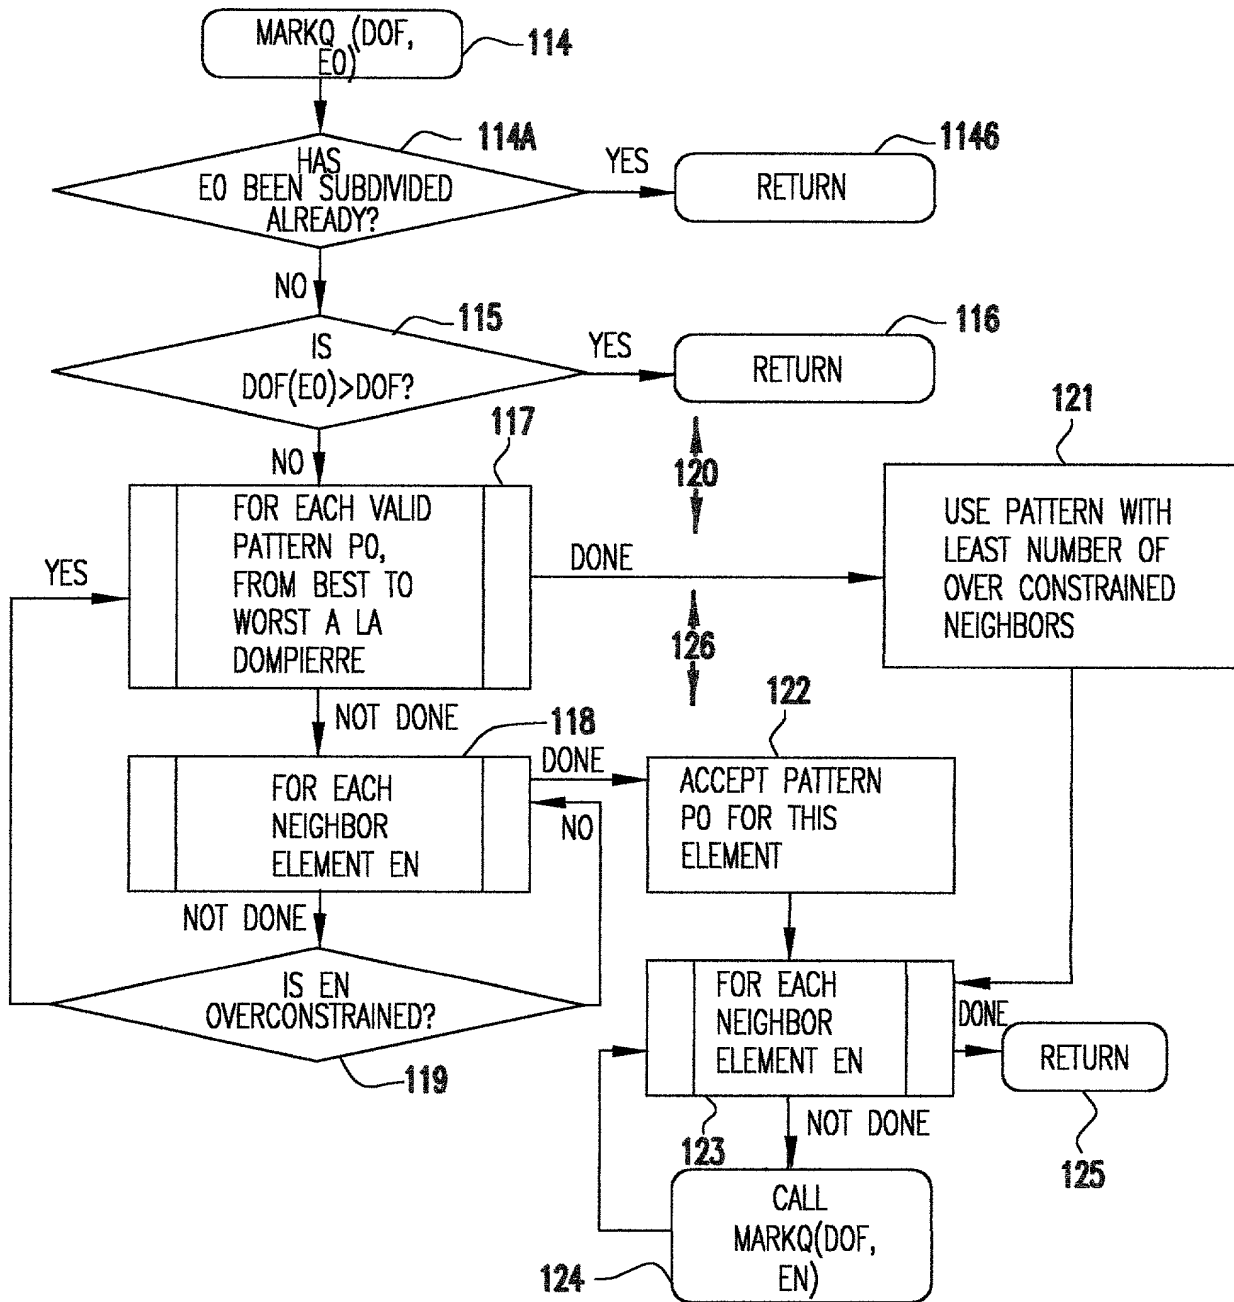 MARKQ (DOF,
E0)
114
HAS
E0 BEEN SUBDIVIDED
ALREADY?
114A
YES
RETURN
1146
NO
IS
DOF(E0)>DOF?
115
YES
RETURN
116
NO
117
FOR EACH VALID
PATTERN P0,
FROM BEST TO
WORST A LA
DOMPIERRE
YES
DONE
120
126
121
USE PATTERN WITH
LEAST NUMBER OF
OVER CONSTRAINED
NEIGHBORS
NOT DONE
118
FOR EACH
NEIGHBOR
ELEMENT EN
DONE
NO
122
ACCEPT PATTERN
P0 FOR THIS
ELEMENT
NOT DONE
IS EN
OVERCONSTRAINED?
119
FOR EACH
NEIGHBOR
ELEMENT EN
DONE
RETURN
125
123
NOT DONE
CALL
MARKQ(DOF,
EN)
124